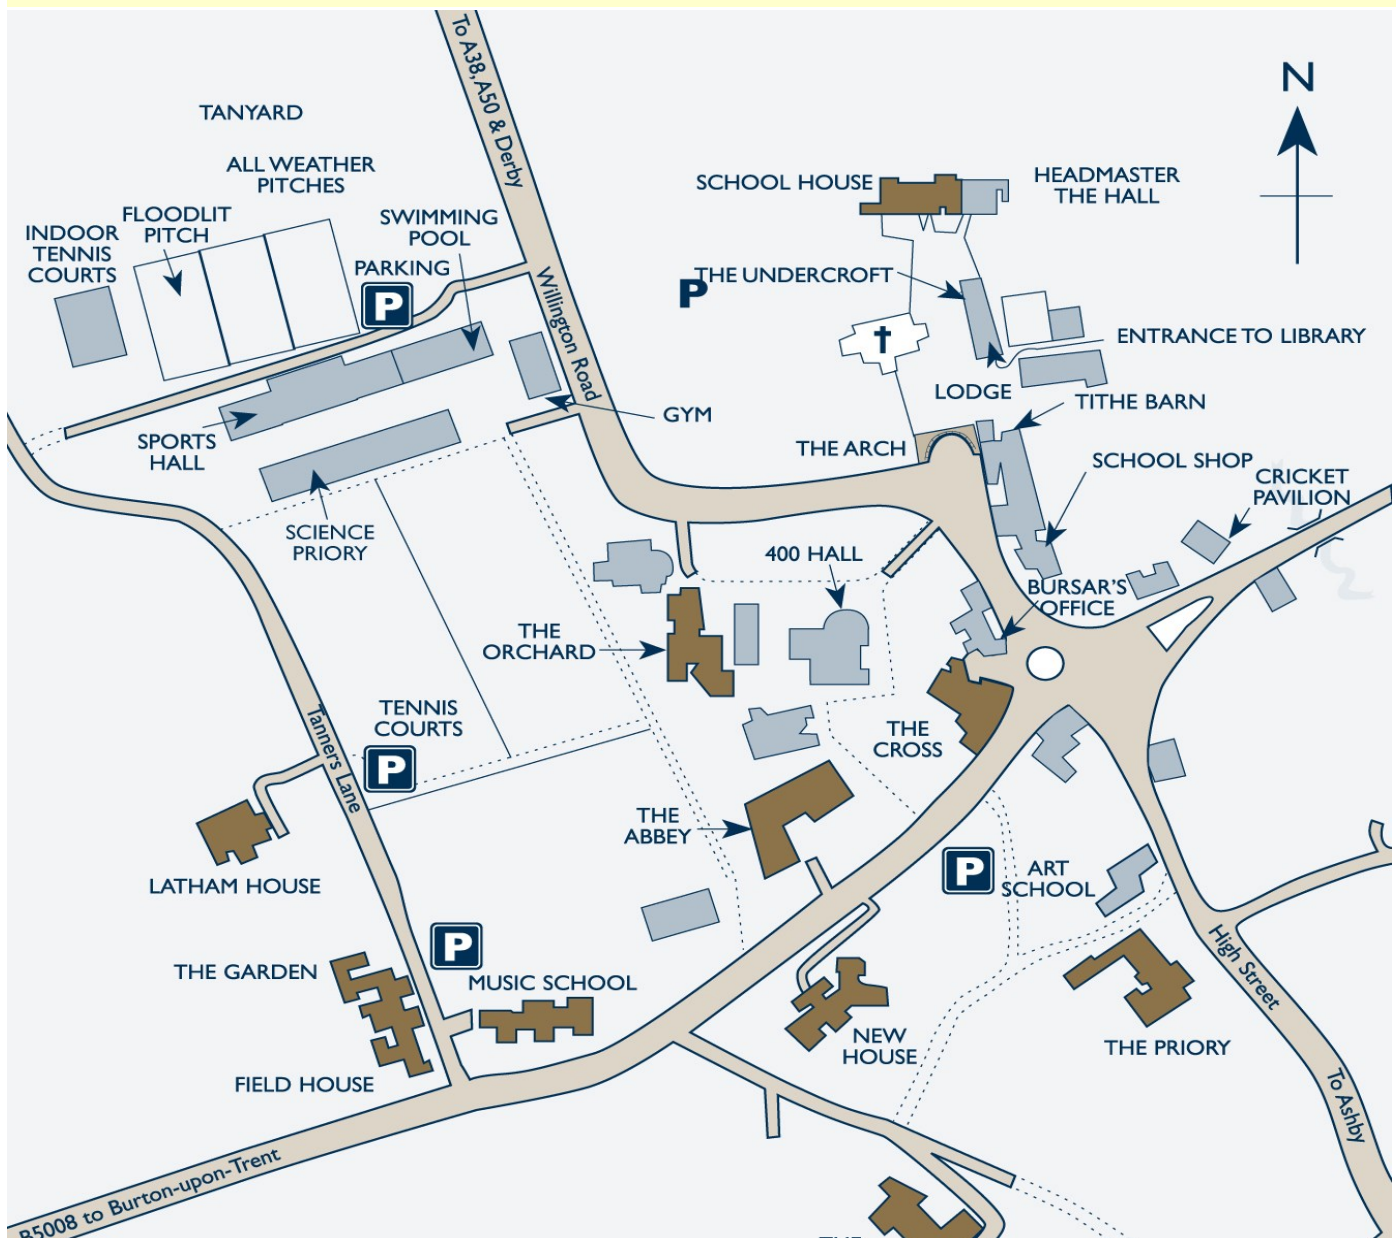 To A38, A50 & Derby
N
TANYARD
ALL WEATHER
PITCHES
SCHOOL HOUSE
HEADMASTER
THE HALL
FLOODLIT
PITCH
SWIMMING
POOL
INDOOR
TENNIS
COURTS
PARKING
P
P
THE UNDERCROFT
Willington Road
ENTRANCE TO LIBRARY
LODGE
TITHE BARN
GYM
SPORTS
HALL
THE ARCH
SCHOOL SHOP
CRICKET
PAVILION
SCIENCE
PRIORY
400 HALL
BURSAR'S
OFFICE
THE
ORCHARD
Tanners Lane
TENNIS
COURTS
P
THE
CROSS
THE
ABBEY
LATHAM HOUSE
P
ART
SCHOOL
P
THE GARDEN
MUSIC SCHOOL
High Street
NEW
HOUSE
THE PRIORY
FIELD HOUSE
To Ashby
B5008 to Burton-upon-Trent
THE